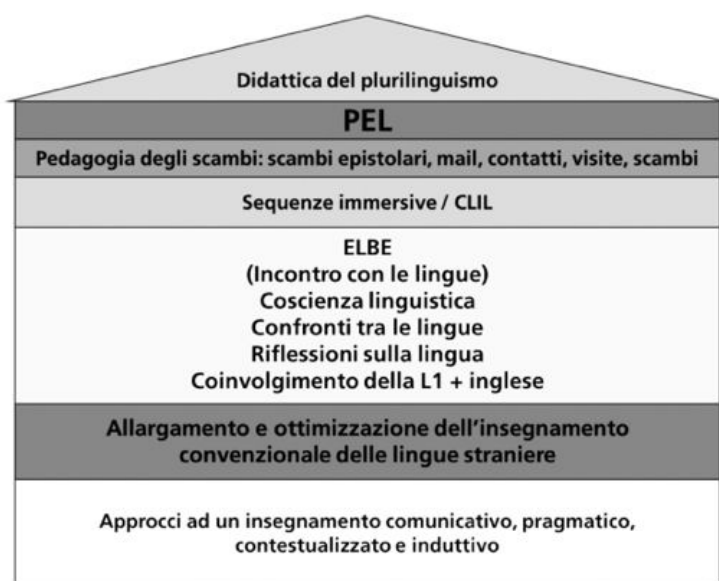 Didattica del plurilinguismo
PEL
Pedagogia degli scambi: scambi epistolari, mail, contatti, visite, scambi
Sequenze immersive / CLIL
ELBE
(Incontro con le lingue)
Coscienza linguistica
Confronti tra le lingue
Riflessioni sulla lingua
Coinvolgimento della L1 + inglese
Allargamento e ottimizzazione dell'insegnamento
convenzionale delle lingue straniere
Approcci ad un insegnamento comunicativo, pragmatico,
contestualizzato e induttivo